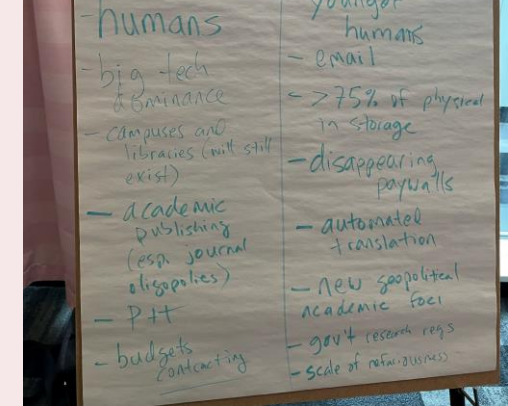 - humans
- big tech
dominance
- campuses and
libraries (will still
exist)
- academic
publishing
(esp. journal
oligopolies)
- P+T
- budgets
contracting
younger
humans
- email
- >75% of physical
in storage
- disappearing
paywalls
- automated
translation
- new geopolitical
academic foci
- gov't research regs
- scale of nefariousness